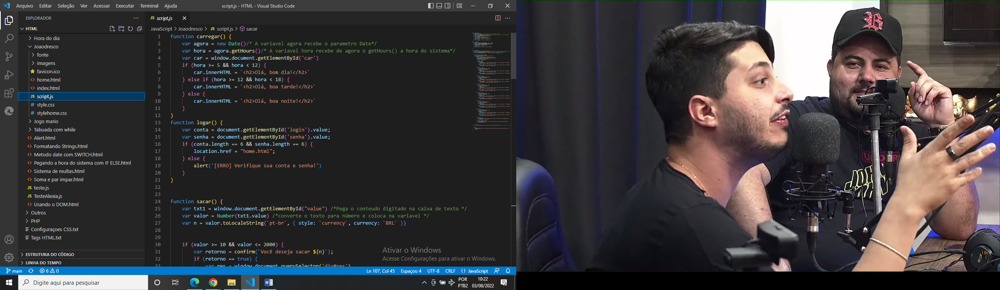 Arquivo Editar Seleção Ver Acessar Executar Terminal Ajuda
script.js - HTML - Visual Studio Code
EXPLORADOR
HTML
Hora do dia
Joaodresco
fonte
imagens
favicon.ico
home.html
index.html
JS script.js
# style.css
# stylehome.css
Jogo mario
Tabuada com while
Alert.html
Formatando Strings.html
Metodo date com SWITCH.html
Pegando a hora do sistema com IF ELSE.html
Sistema de multas.html
Soma e par impar.html
JS teste.js
JS TesteAlexia.js
Usando o DOM.html
Outros
PHP
Configuraçoes CSS.txt
Tags HTML.txt
ESTRUTURA DO CÓDIGO
LINHA DO TEMPO
JS script.js
JavaScript > Joaodresco > JS script.js > sacar
1 function carregar() {
2 var agora = new Date()/* A variavel agora recebe o parametro Date*/
3 var hora = agora.getHours()/* A variavel hora recebe de agora o getHours() a hora do sistema*/
4 var car = window.document.getElementById('car')
5 if (hora >= 5 && hora < 12) {
6 car.innerHTML = `<h2>Olá, bom dia!</h2>`
7 } else if (hora >= 12 && hora < 18) {
8 car.innerHTML = `<h2>Olá, boa tarde!</h2>`
9 } else {
10 car.innerHTML = `<h2>Olá, boa noite!</h2>`
11 }
12 }
13 function logar() {
14 var conta = document.getElementById('login').value;
15 var senha = document.getElementById('senha').value;
16 if (conta.length == 6 && senha.length == 6) {
17 location.href = "home.html";
18 } else {
19 alert('[ERRO] Verifique sua conta e senha!')
20 }
21 }
22
23
24 function sacar() {
25 var txt1 = window.document.getElementById("value") /*Pega o conteudo digitado na caixa de texto */
26 var valor = Number(txt1.value) /*converte o texto para número e coloca na variavel */
27 var n = valor.toLocaleString(`pt-br`, { style: `currency`, currency: `BRL` })
28
29
30 if (valor >= 10 && valor <= 2000) {
31 var retorno = confirm(`Você deseja sacar ${n}`);
32 if (retorno == true) {
33 var res = window.document.querySelector('div#res')
Ativar o Windows
Acesse Configurações para ativar o Windows.
main 6 0
Ln 107, Col 45 Espaços: 4 UTF-8 CRLF {} JavaScript
Digite aqui para pesquisar
POR
PTB2
10:22
03/08/2022
B